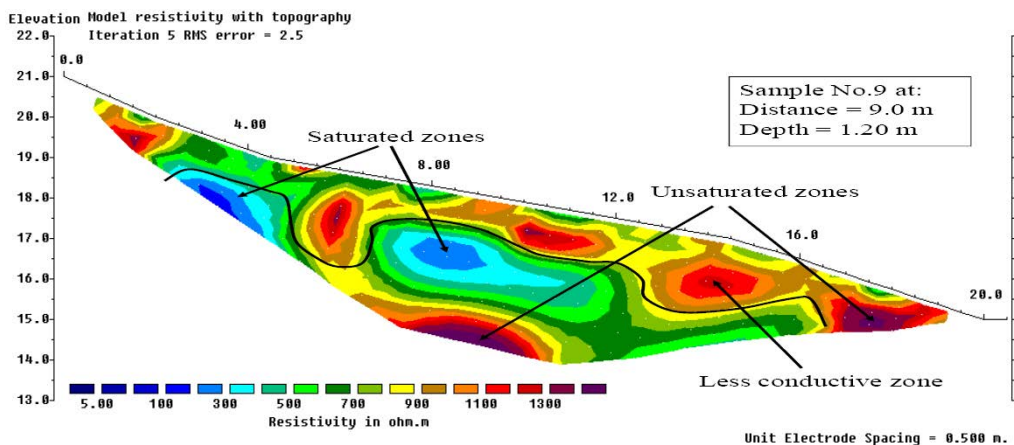 Elevation Model resistivity with topography
Iteration 5 RMS error = 2.5
22.0
21.0
20.0
19.0
18.0
17.0
16.0
15.0
14.0
13.0
0.0
4.00
8.00
12.0
16.0
20.0
Sample No.9 at:
Distance = 9.0 m
Depth = 1.20 m
Saturated zones
Unsaturated zones
Less conductive zone
5.00 100 300 500 700 900 1100 1300
Resistivity in ohm.m
Unit Electrode Spacing = 0.500 m.